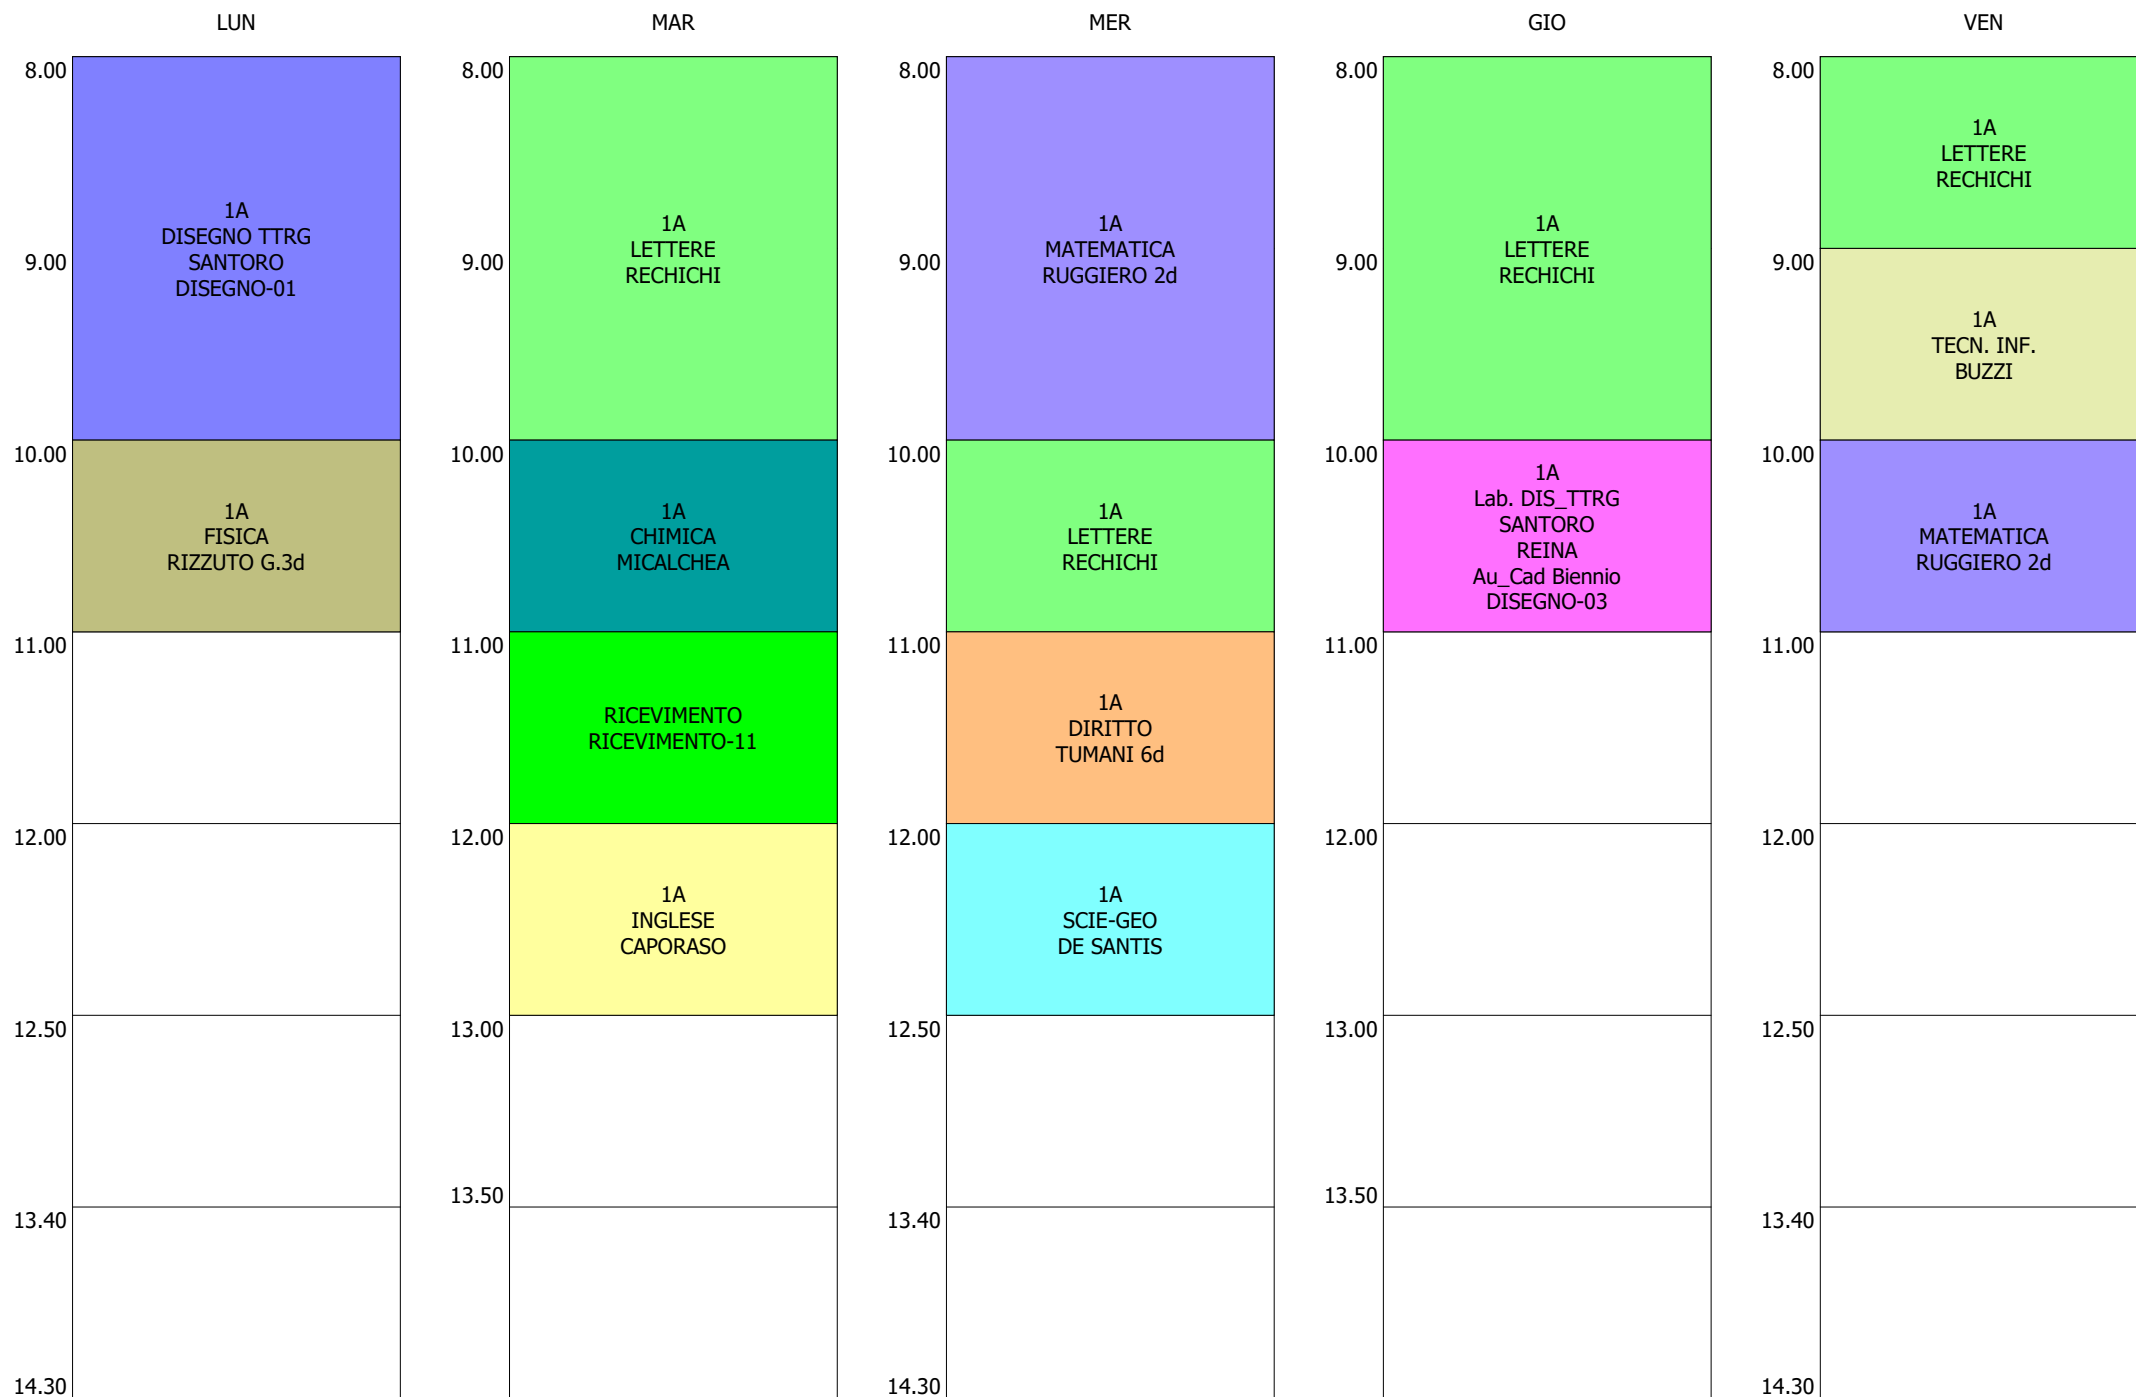 LUN
8.00
1A
DISEGNO TTRG
SANTORO
DISEGNO-01
9.00
10.00
1A
FISICA
RIZZUTO G.3d
11.00
12.00
12.50
13.40
14.30
MAR
8.00
1A
LETTERE
RECHICHI
9.00
10.00
1A
CHIMICA
MICALCHEA
11.00
RICEVIMENTO
RICEVIMENTO-11
12.00
1A
INGLESE
CAPORASO
13.00
13.50
MER
8.00
1A
MATEMATICA
RUGGIERO 2d
9.00
10.00
1A
LETTERE
RECHICHI
11.00
1A
DIRITTO
TUMANI 6d
12.00
1A
SCIE-GEO
DE SANTIS
12.50
13.40
14.30
GIO
8.00
1A
LETTERE
RECHICHI
9.00
10.00
1A
Lab. DIS_TTRG
SANTORO
REINA
Au_Cad Biennio
DISEGNO-03
11.00
12.00
13.00
13.50
VEN
8.00
1A
LETTERE
RECHICHI
9.00
1A
TECN. INF.
BUZZI
10.00
1A
MATEMATICA
RUGGIERO 2d
11.00
12.00
12.50
13.40
14.30